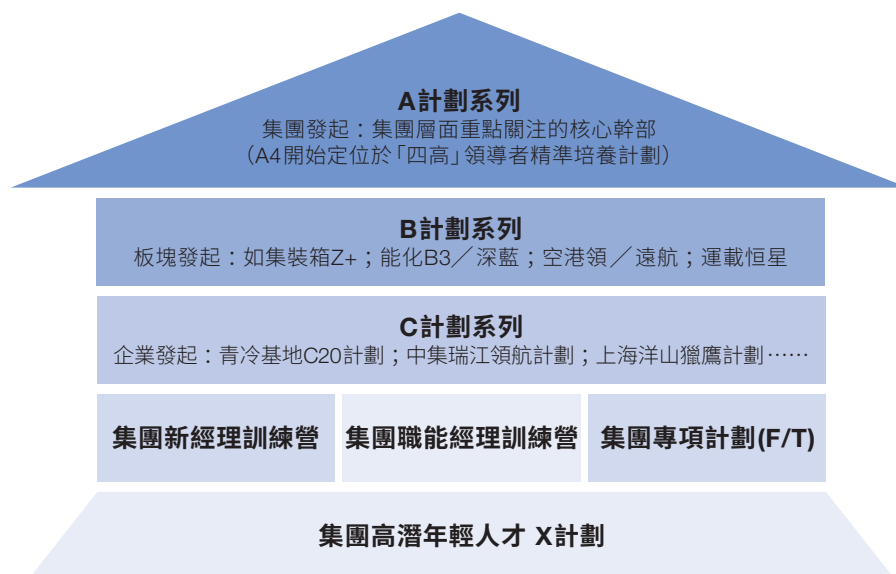 A計劃系列
集團發起：集團層面重點關注的核心幹部
（A4開始定位於「四高」領導者精準培養計劃）
B計劃系列
板塊發起：如集裝箱Z+；能化B3／深藍；空港領／遠航；運載恒星
C計劃系列
企業發起：青冷基地C20計劃；中集瑞江領航計劃；上海洋山獵鷹計劃……
集團新經理訓練營
集團職能經理訓練營
集團專項計劃(F/T)
集團高潛年輕人才 X計劃